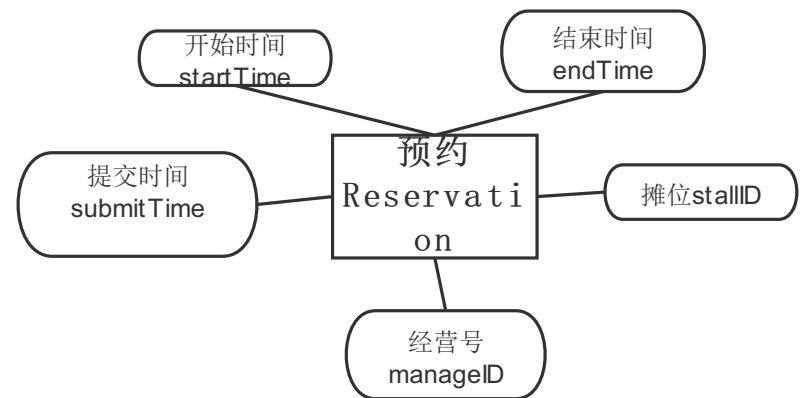 开始时间
startTime
结束时间
endTime
预约
Reservati
on
提交时间
submitTime
摊位stallID
经营号
manageID